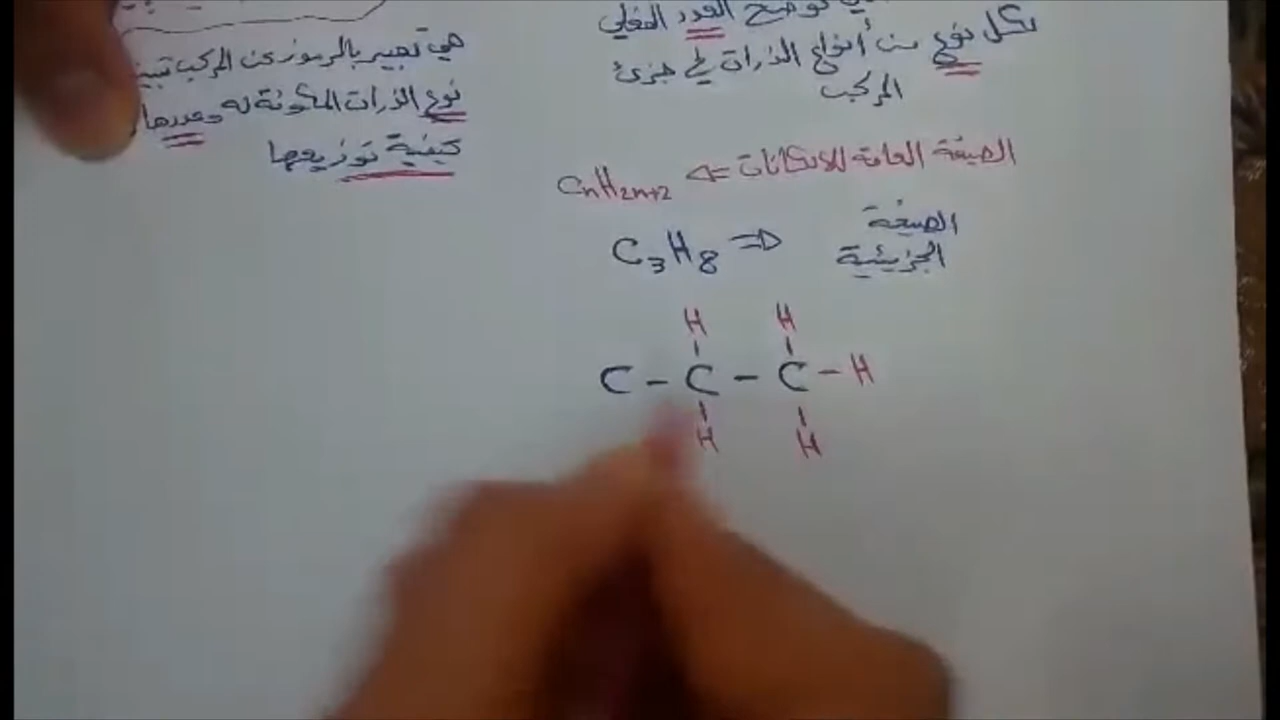 توضح العدد الفعلي
لكل نوع من أنواع الذرات في جزئ
المركب
هي تعبير بالرموز عن المركب تبين
نوع الذرات المكونة له وعددها
كيفية توزيعها
الصيغة العامة للالكانات ⇐ CnH2n+2
C3H8 ⇒ الصيغة
الجزيئية
H H
C - C - C - H
H H